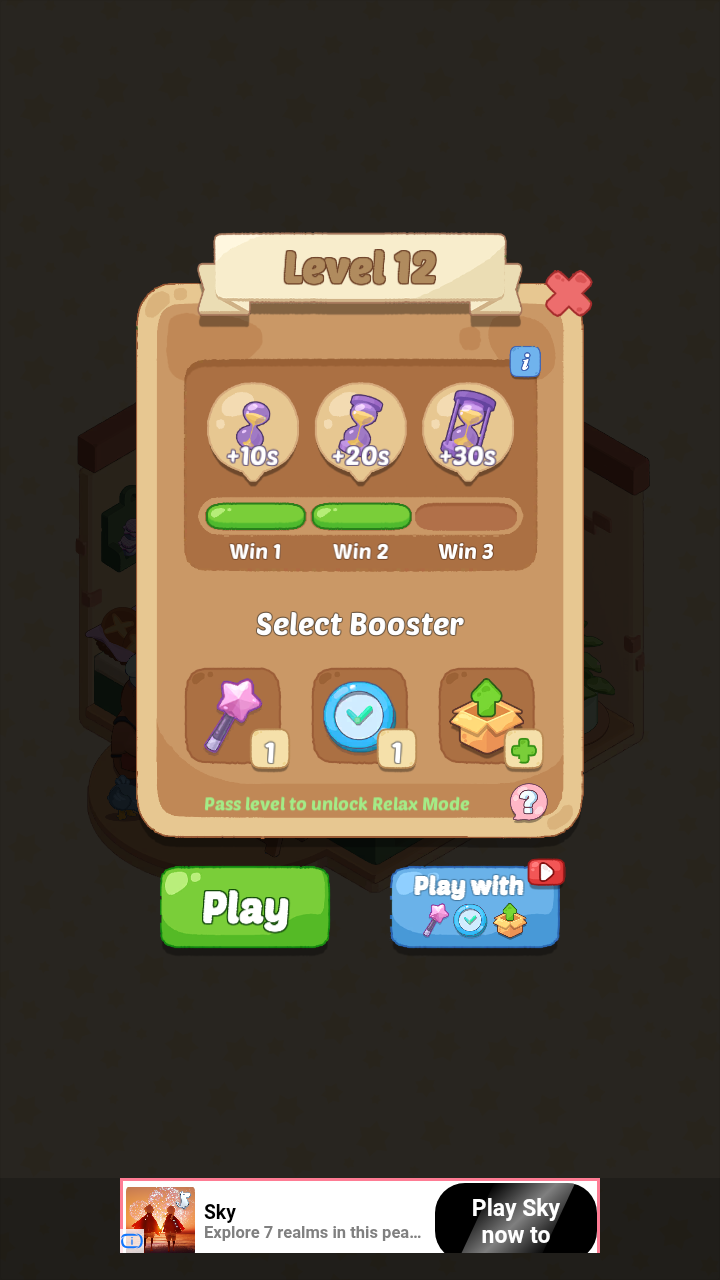 Level 12
i
+10s
+20s
+30s
Win 1
Win 2
Win 3
Select Booster
1
1
Pass level to unlock Relax Mode
?
Play
Play with
Sky
Explore 7 realms in this pea...
Play Sky
now to